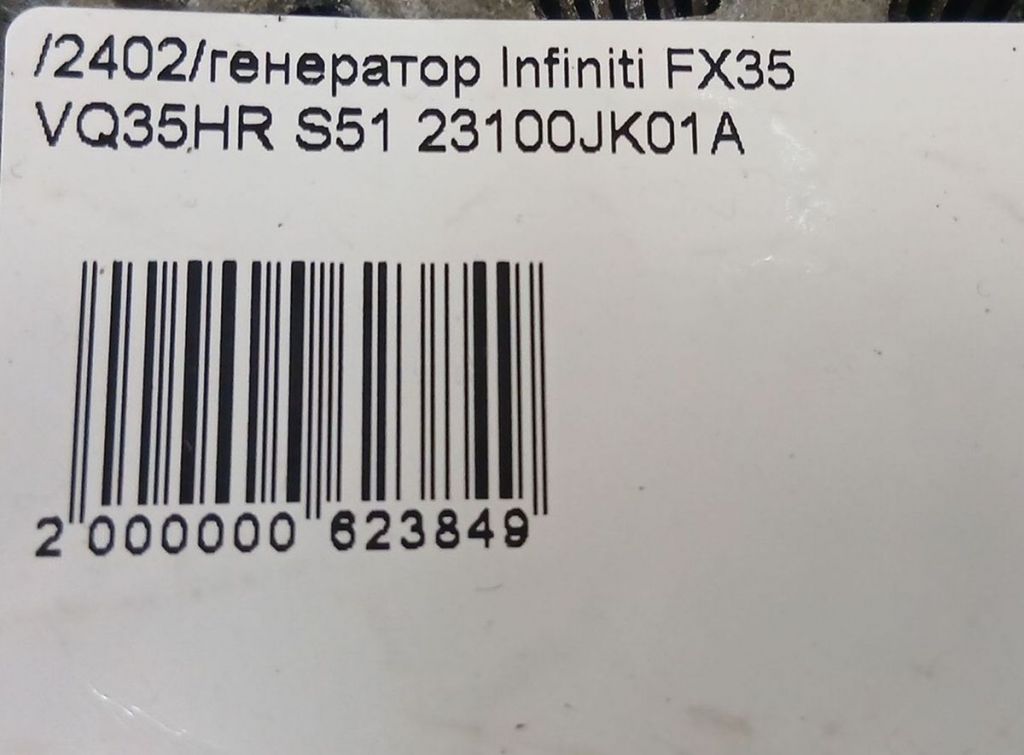 /2402/генератор Infiniti FX35
VQ35HR S51 23100JK01A
2 000000 623849